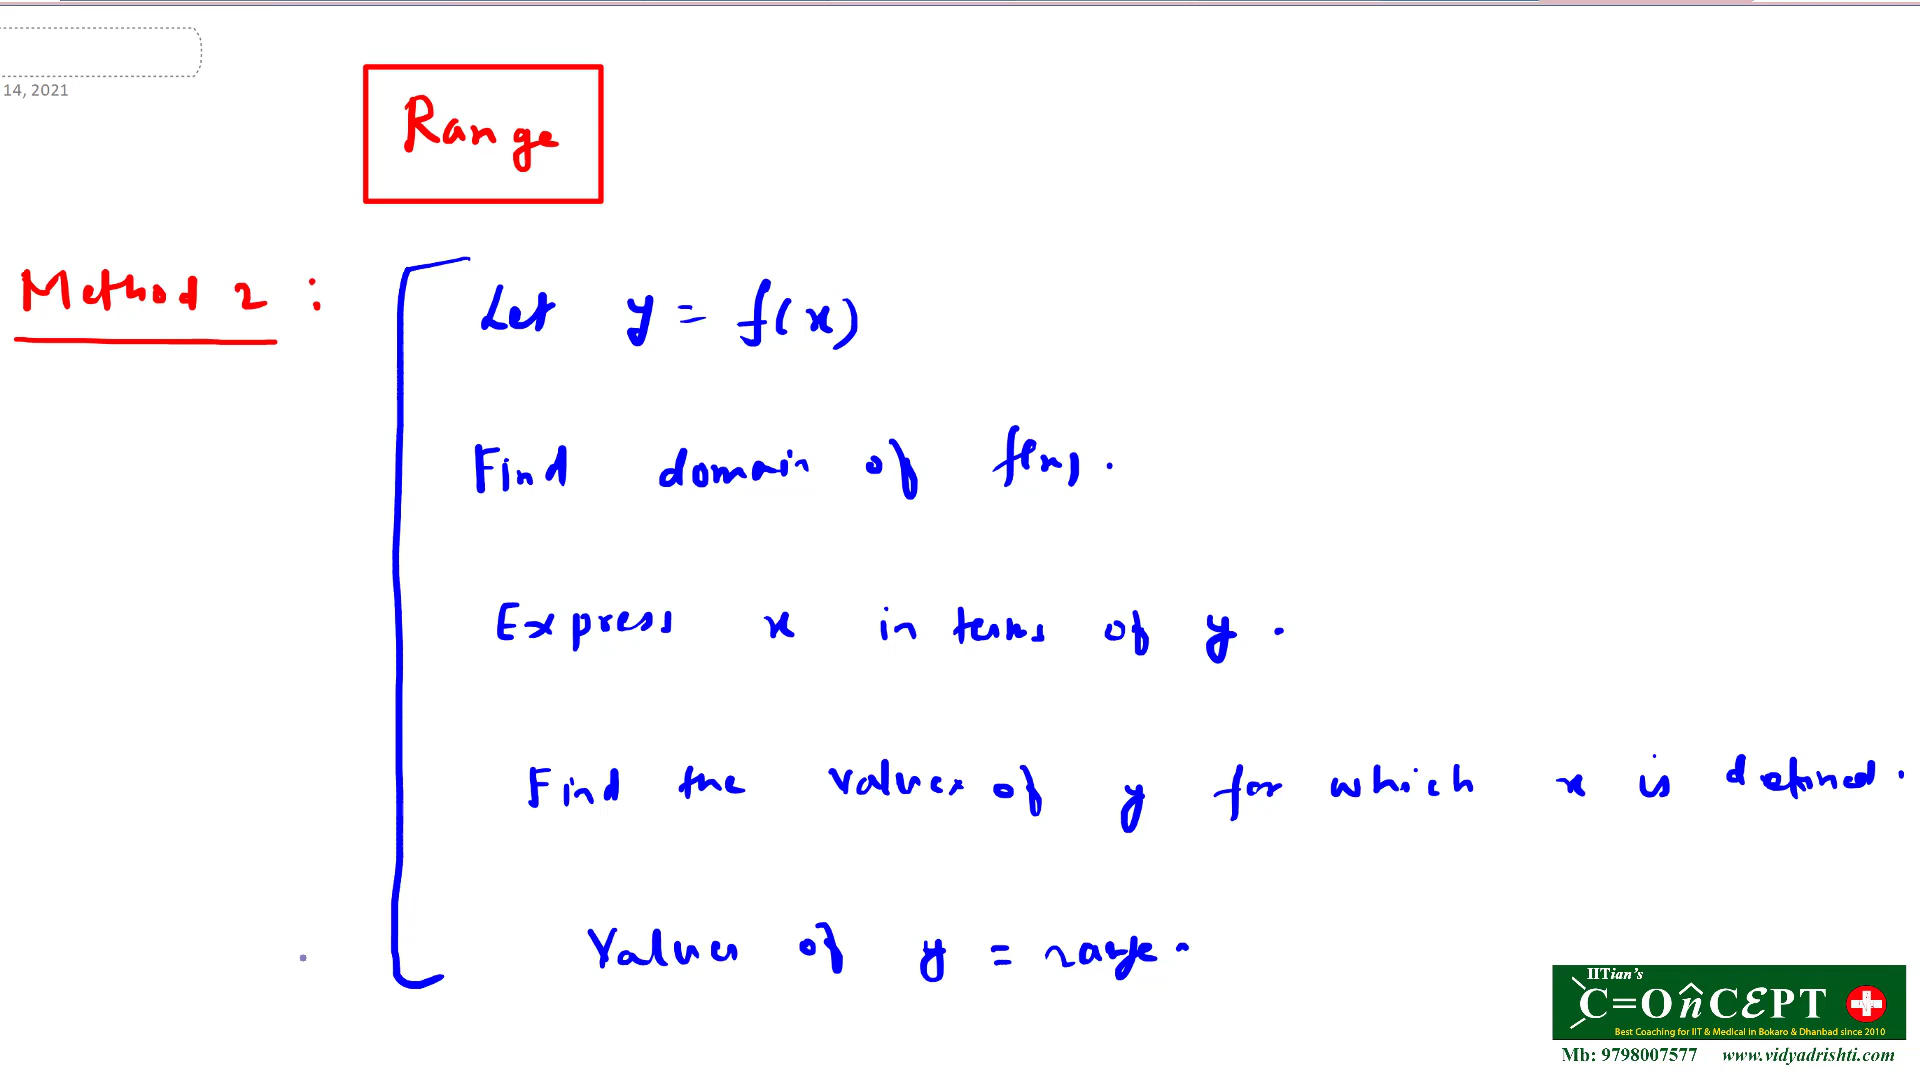 14, 2021
Range
Method 2 :
Let y = f(x)
Find domain of f(x).
Express x in terms of y.
Find the values of y for which x is defined.
Values of y = range.
IITian's
C=OnCEPT
Best Coaching for IIT & Medical in Bokaro & Dhanbad since 2010
Mb: 9798007577 www.vidyadrishti.com